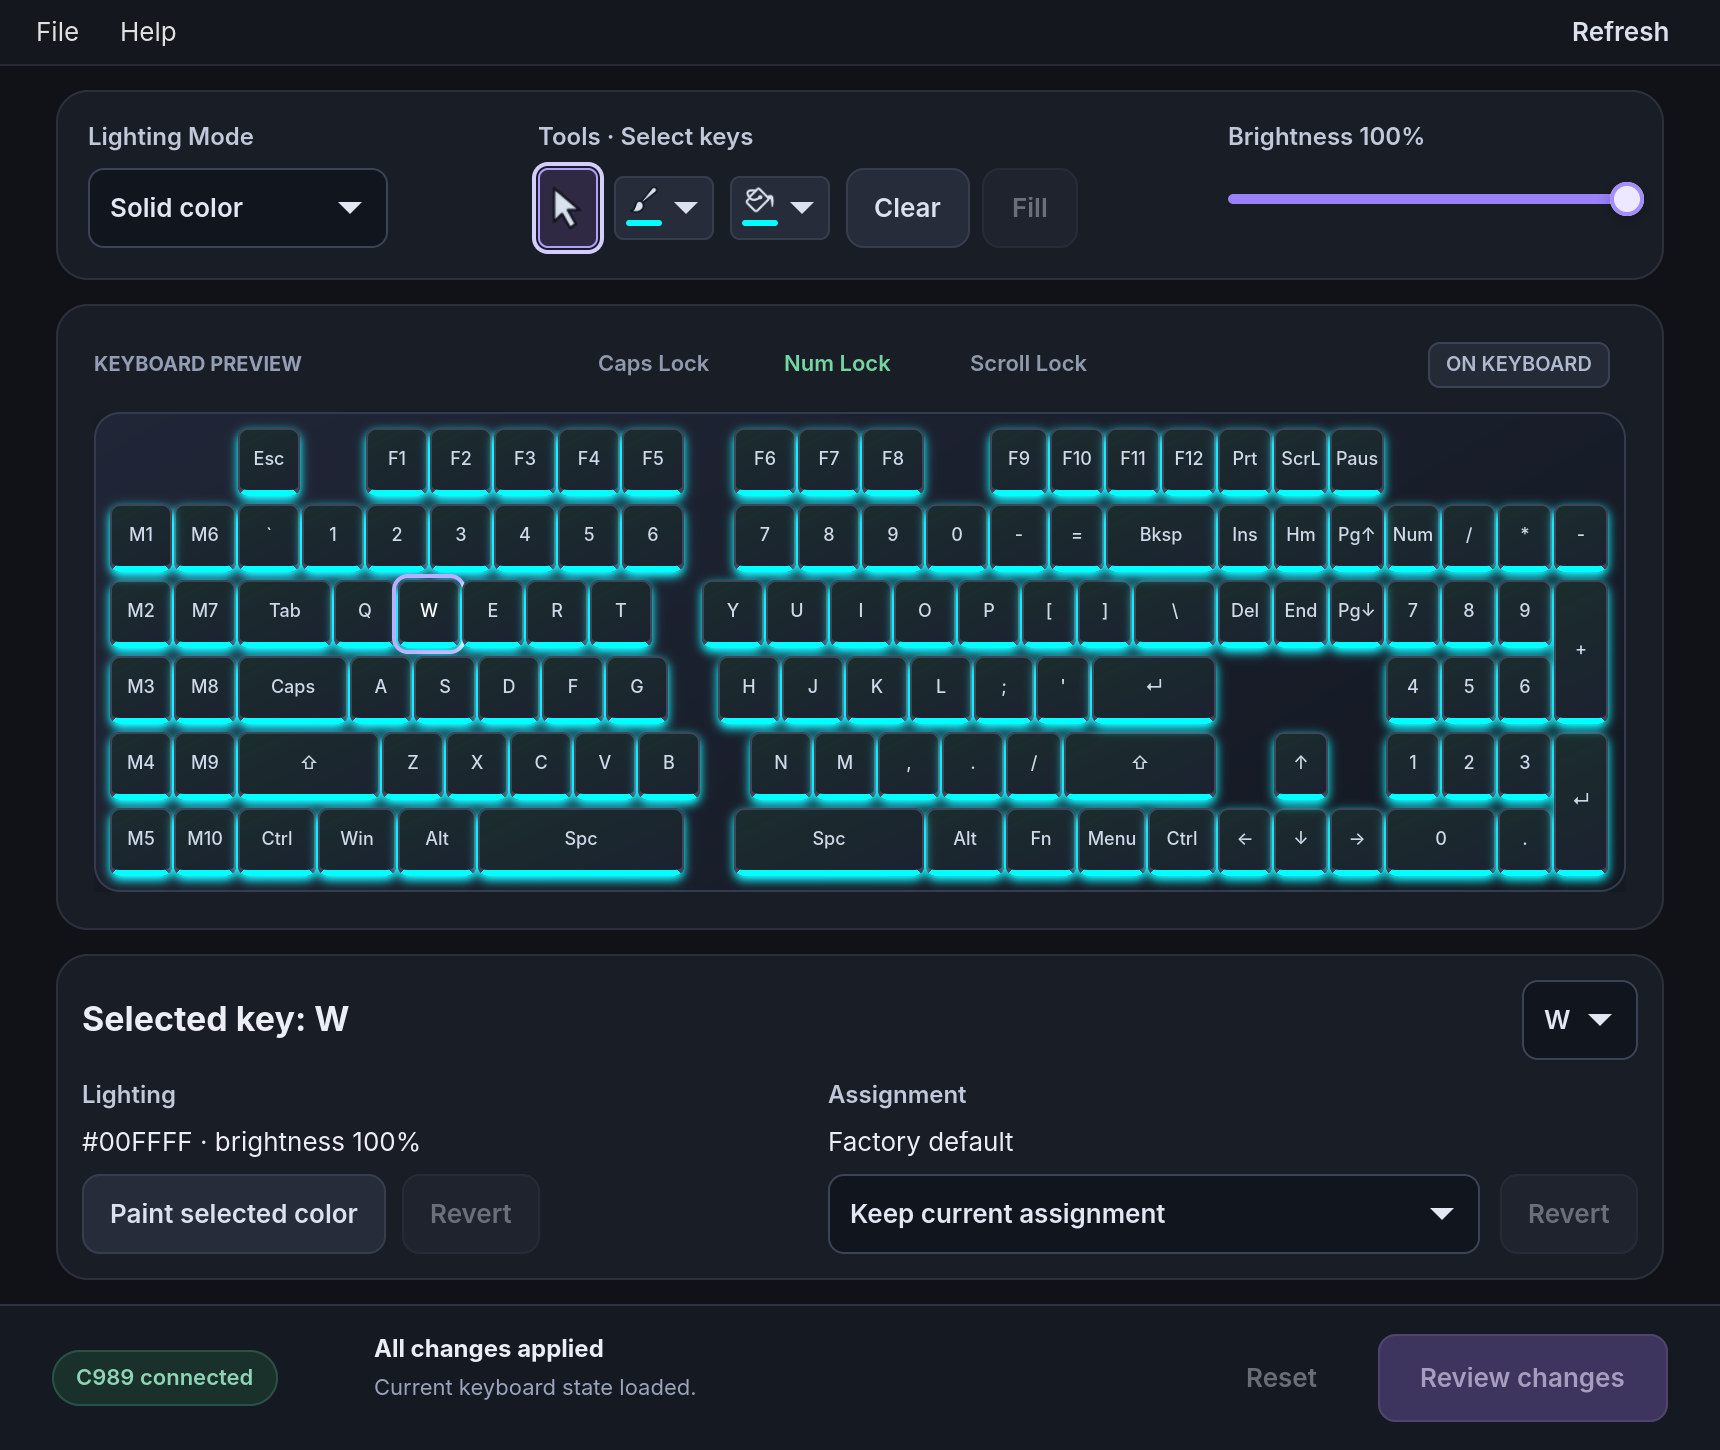 File Help Refresh
Lighting Mode
Solid color
Tools · Select keys
Clear Fill
Brightness 100%
KEYBOARD PREVIEW Caps Lock Num Lock Scroll Lock ON KEYBOARD
Esc F1 F2 F3 F4 F5 F6 F7 F8 F9 F10 F11 F12 Prt ScrL Paus
M1 M6 ` 1 2 3 4 5 6 7 8 9 0 - = Bksp Ins Hm Pg↑ Num / * -
M2 M7 Tab Q W E R T Y U I O P [ ] \ Del End Pg↓ 7 8 9 +
M3 M8 Caps A S D F G H J K L ; ' ↵ 4 5 6
M4 M9 ⇧ Z X C V B N M , . / ⇧ ↑ 1 2 3 ↵
M5 M10 Ctrl Win Alt Spc Spc Alt Fn Menu Ctrl ← ↓ → 0 .
Selected key: W W
Lighting
#00FFFF · brightness 100%
Paint selected color Revert
Assignment
Factory default
Keep current assignment Revert
C989 connected
All changes applied
Current keyboard state loaded.
Reset Review changes